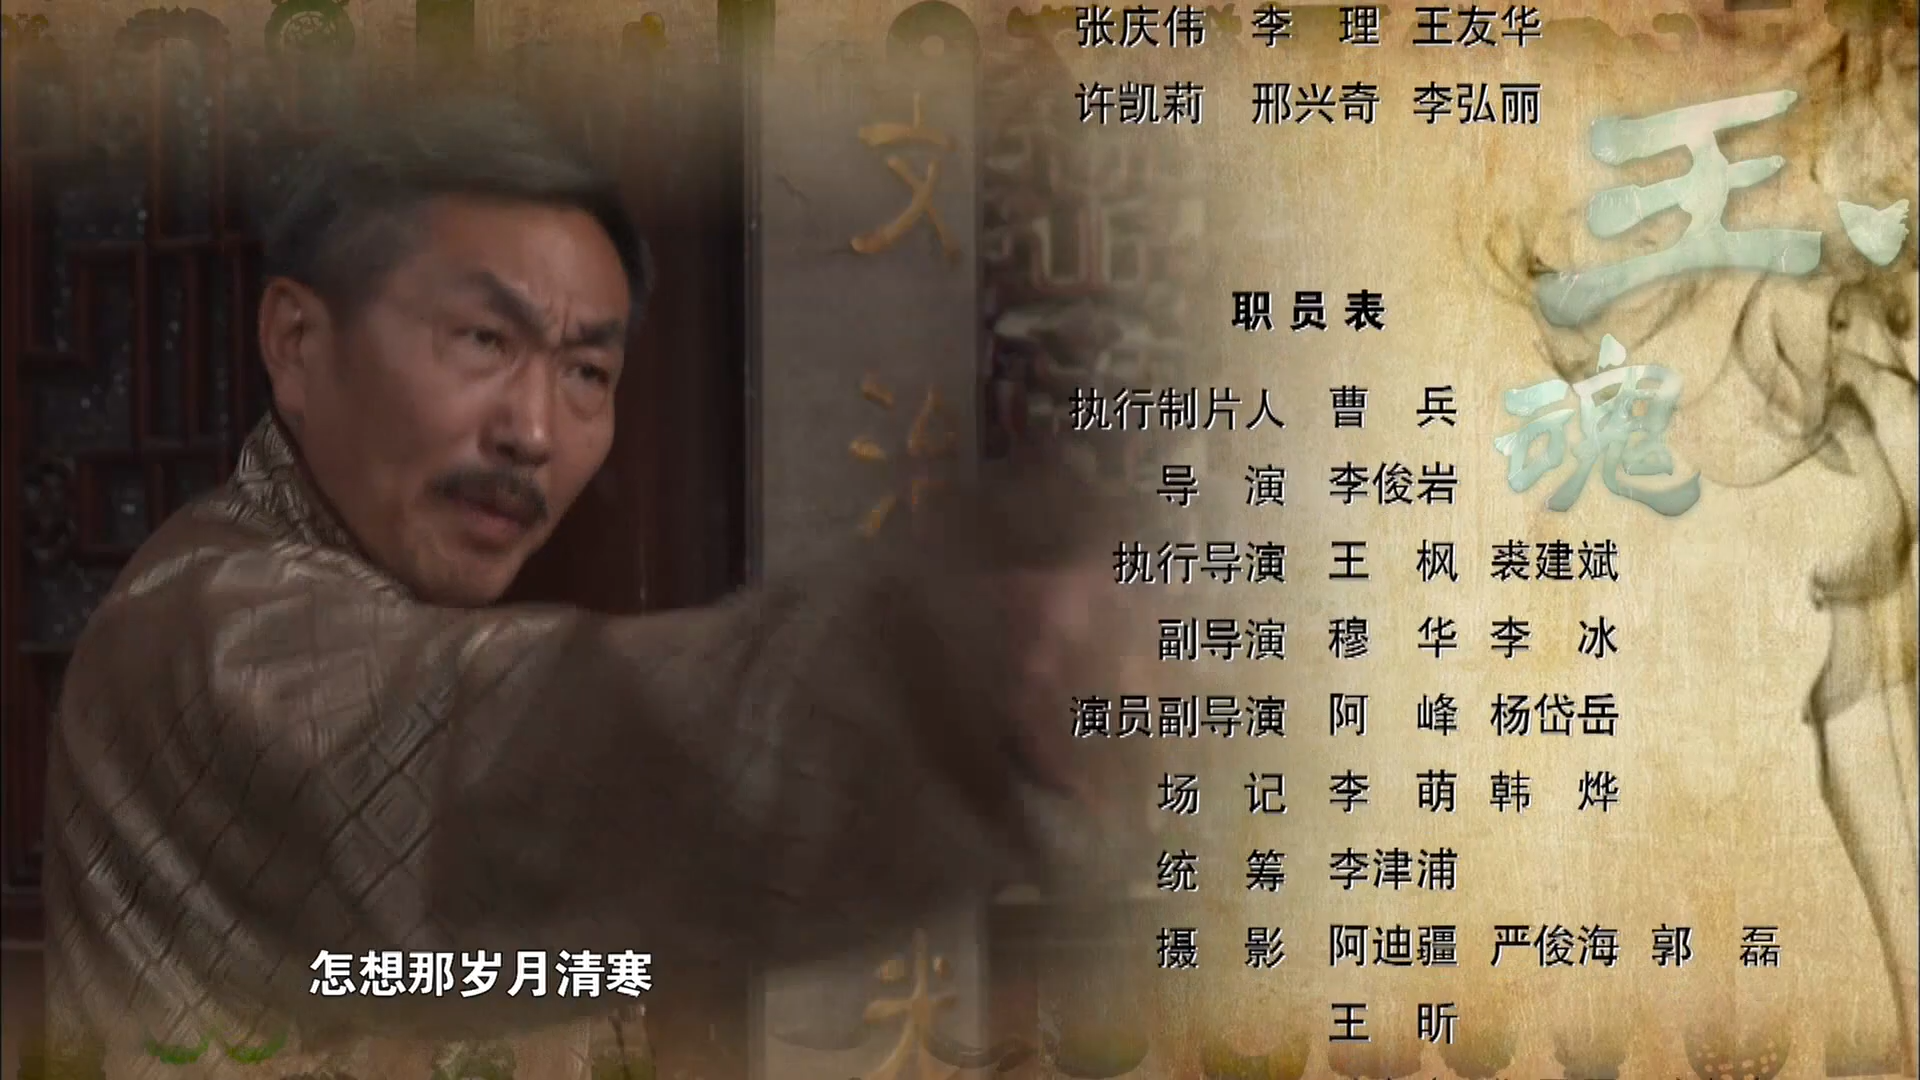 张庆伟 李 理 王友华
许凯莉 邢兴奇 李弘丽
玉
魂
职员表
执行制片人 曹 兵
导 演 李俊岩
执行导演 王 枫 裘建斌
副导演 穆 华 李 冰
演员副导演 阿 峰 杨岱岳
场 记 李 萌 韩 烨
统 筹 李津浦
摄 影 阿迪疆 严俊海 郭 磊
王 昕
文
怎想那岁月清寒